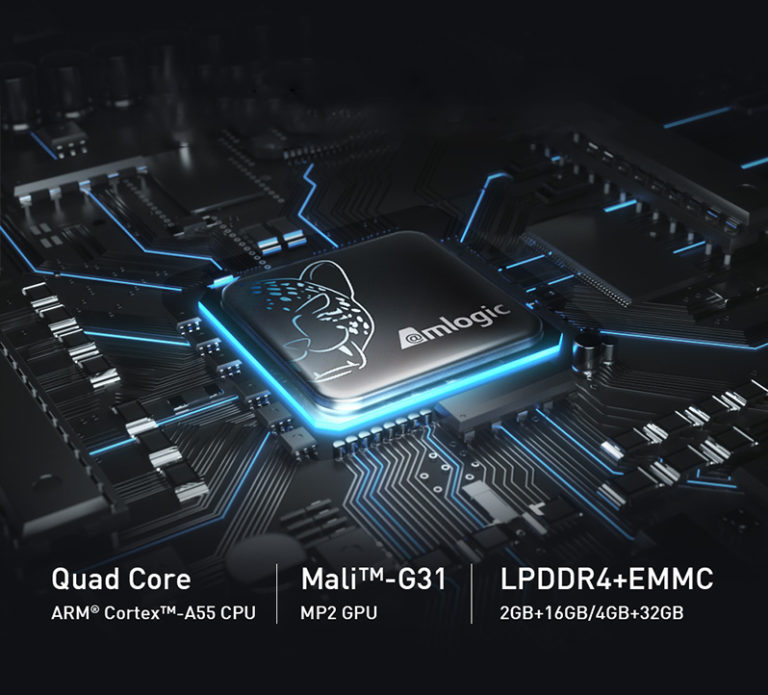 Amlogic
Quad Core
ARM® Cortex™-A55 CPU
Mali™-G31
MP2 GPU
LPDDR4+EMMC
2GB+16GB/4GB+32GB